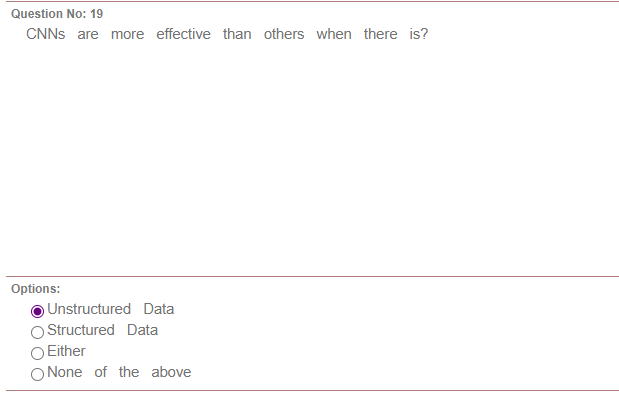 Question No: 19
CNNs are more effective than others when there is?
Options:
Unstructured Data
Structured Data
Either
None of the above